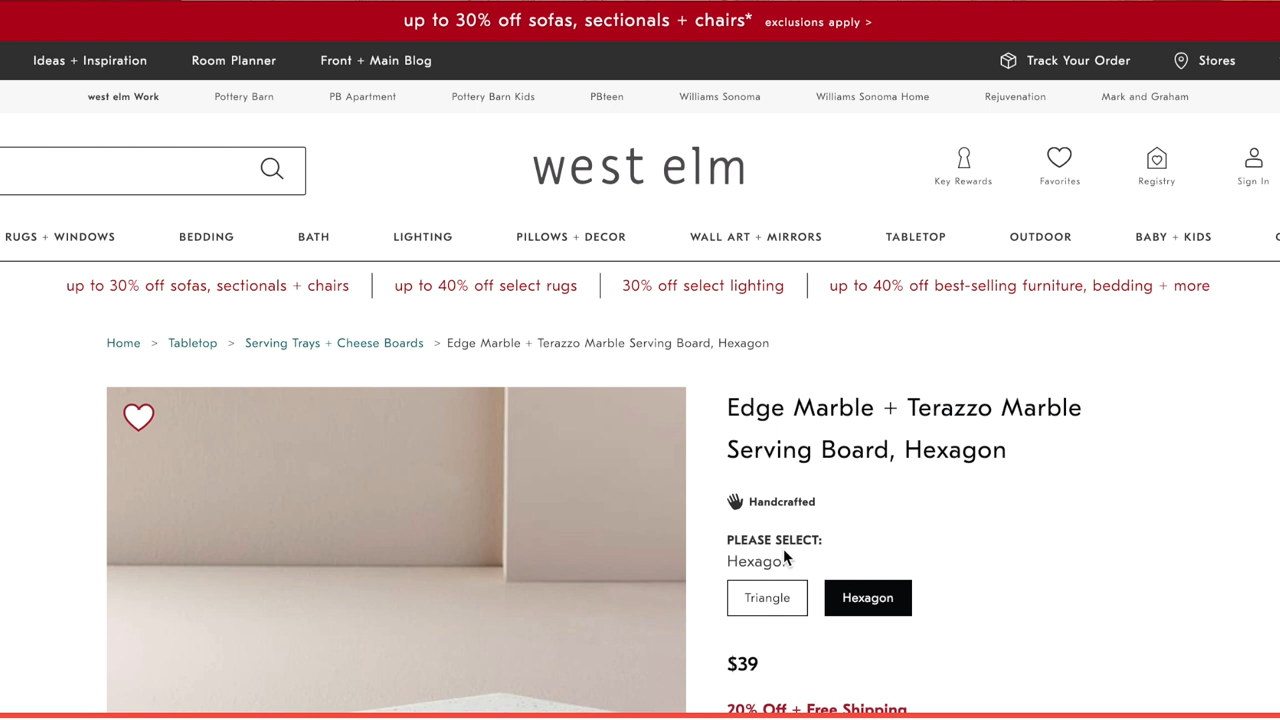 up to 30% off sofas, sectionals + chairs* exclusions apply >
Ideas + Inspiration Room Planner Front + Main Blog Track Your Order Stores
west elm Work Pottery Barn PB Apartment Pottery Barn Kids PBteen Williams Sonoma Williams Sonoma Home Rejuvenation Mark and Graham
west elm
Key Rewards Favorites Registry Sign In
RUGS + WINDOWS BEDDING BATH LIGHTING PILLOWS + DECOR WALL ART + MIRRORS TABLETOP OUTDOOR BABY + KIDS
up to 30% off sofas, sectionals + chairs up to 40% off select rugs 30% off select lighting up to 40% off best-selling furniture, bedding + more
Home > Tabletop > Serving Trays + Cheese Boards > Edge Marble + Terazzo Marble Serving Board, Hexagon
Edge Marble + Terazzo Marble
Serving Board, Hexagon
Handcrafted
PLEASE SELECT:
Hexagon
Triangle Hexagon
$39
20% Off + Free Shipping